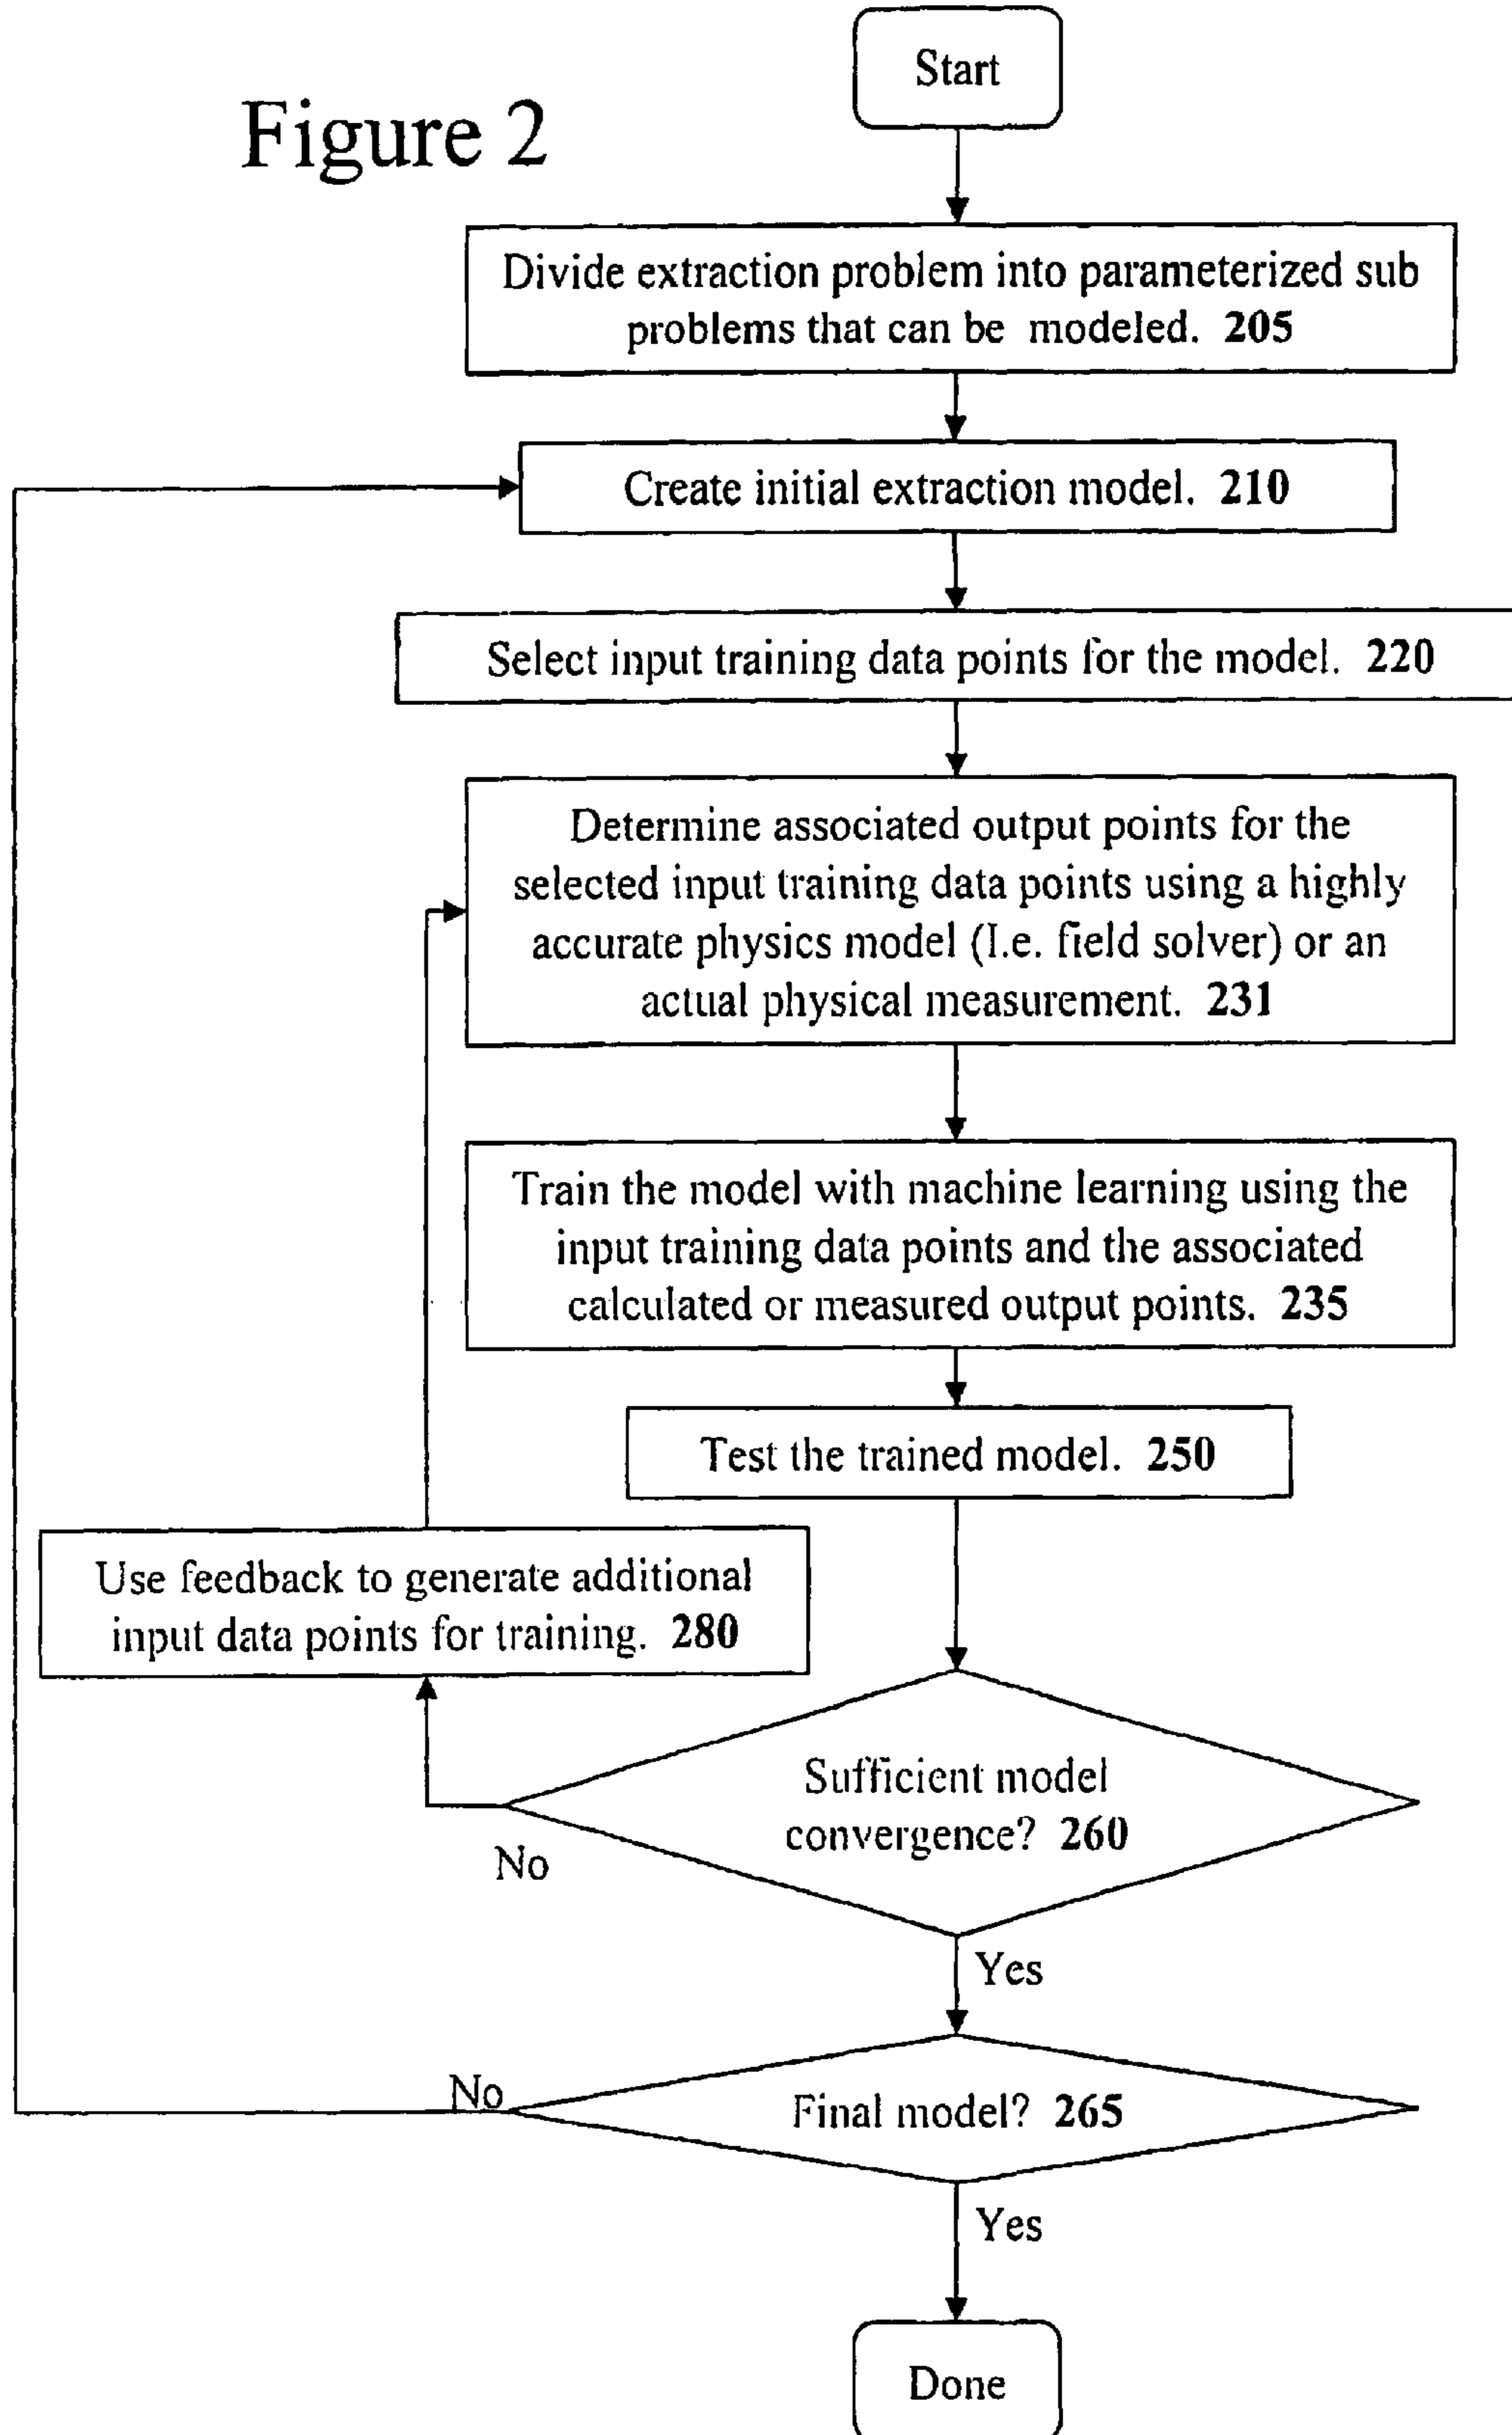 Start
Figure 2
Divide extraction problem into parameterized sub
problems that can be modeled. 205
Create initial extraction model. 210
Select input training data points for the model. 220
Determine associated output points for the
selected input training data points using a highly
accurate physics model (I.e. field solver) or an
actual physical measurement. 231
Train the model with machine learning using the
input training data points and the associated
calculated or measured output points. 235
Test the trained model. 250
Use feedback to generate additional
input data points for training. 280
Sufficient model
convergence? 260
No
Yes
No
Final model? 265
Yes
Done